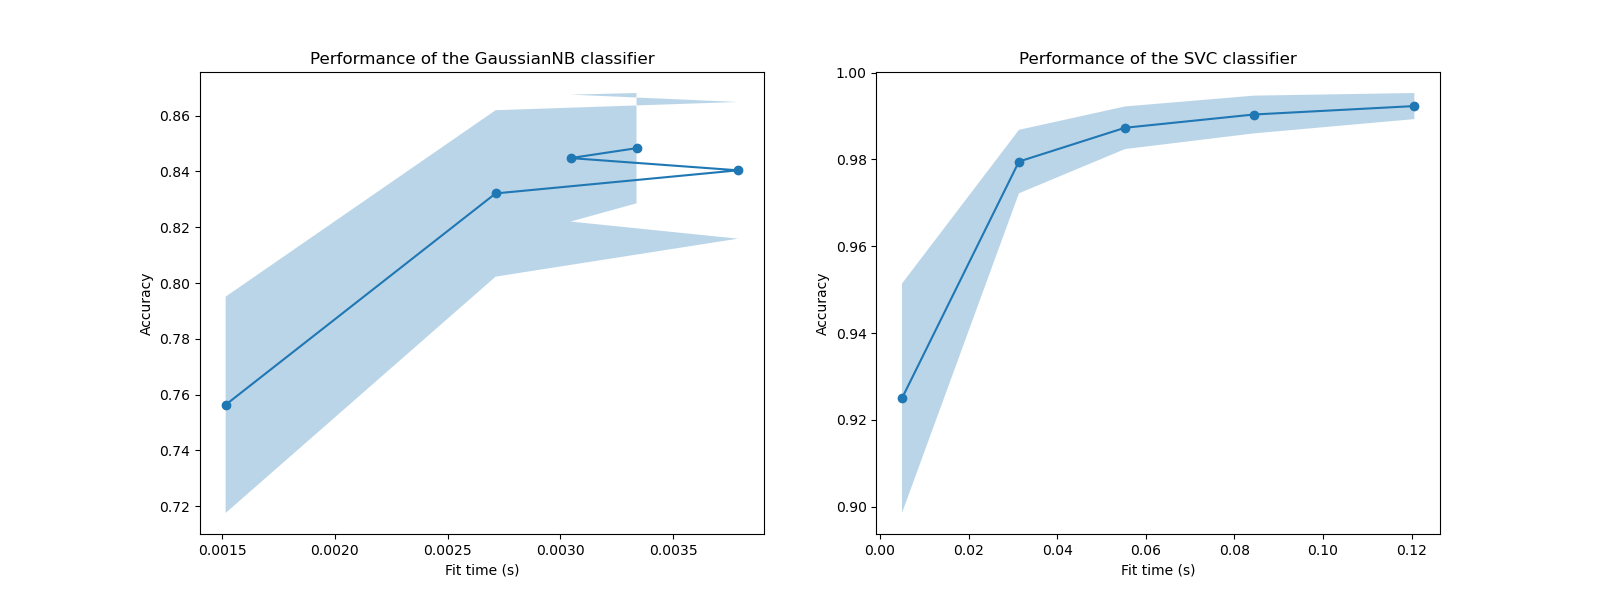 Performance of the GaussianNB classifier
0.86
0.84
0.82
0.80
0.78
0.76
0.74
0.72
Accuracy
0.0015 0.0020 0.0025 0.0030 0.0035
Fit time (s)
Performance of the SVC classifier
1.00
0.98
0.96
0.94
0.92
0.90
Accuracy
0.00 0.02 0.04 0.06 0.08 0.10 0.12
Fit time (s)